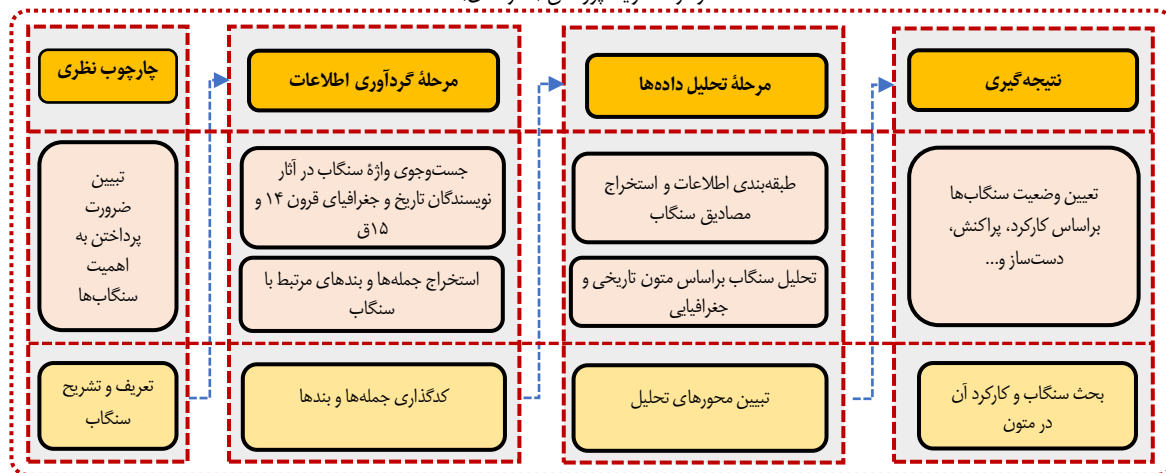 چارچوب نظری
مرحلۀ گردآوری اطلاعات
مرحلۀ تحلیل داده‌ها
نتیجه‌گیری
تبیین
ضرورت
پرداختن به
اهمیت
سنگاب‌ها
جست‌وجوی واژۀ سنگاب در آثار
نویسندگان تاریخ و جغرافیای قرون ۱۴ و
۱۵ق
استخراج جمله‌ها و بندهای مرتبط با
سنگاب
طبقه‌بندی اطلاعات و استخراج
مصادیق سنگاب
تحلیل سنگاب براساس متون تاریخی و
جغرافیایی
تعیین وضعیت سنگاب‌ها
براساس کارکرد، پراکنش،
دست‌ساز و...
تعریف و تشریح
سنگاب
کدگذاری جمله‌ها و بندها
تبیین محورهای تحلیل
بحث سنگاب و کارکرد آن
در متون